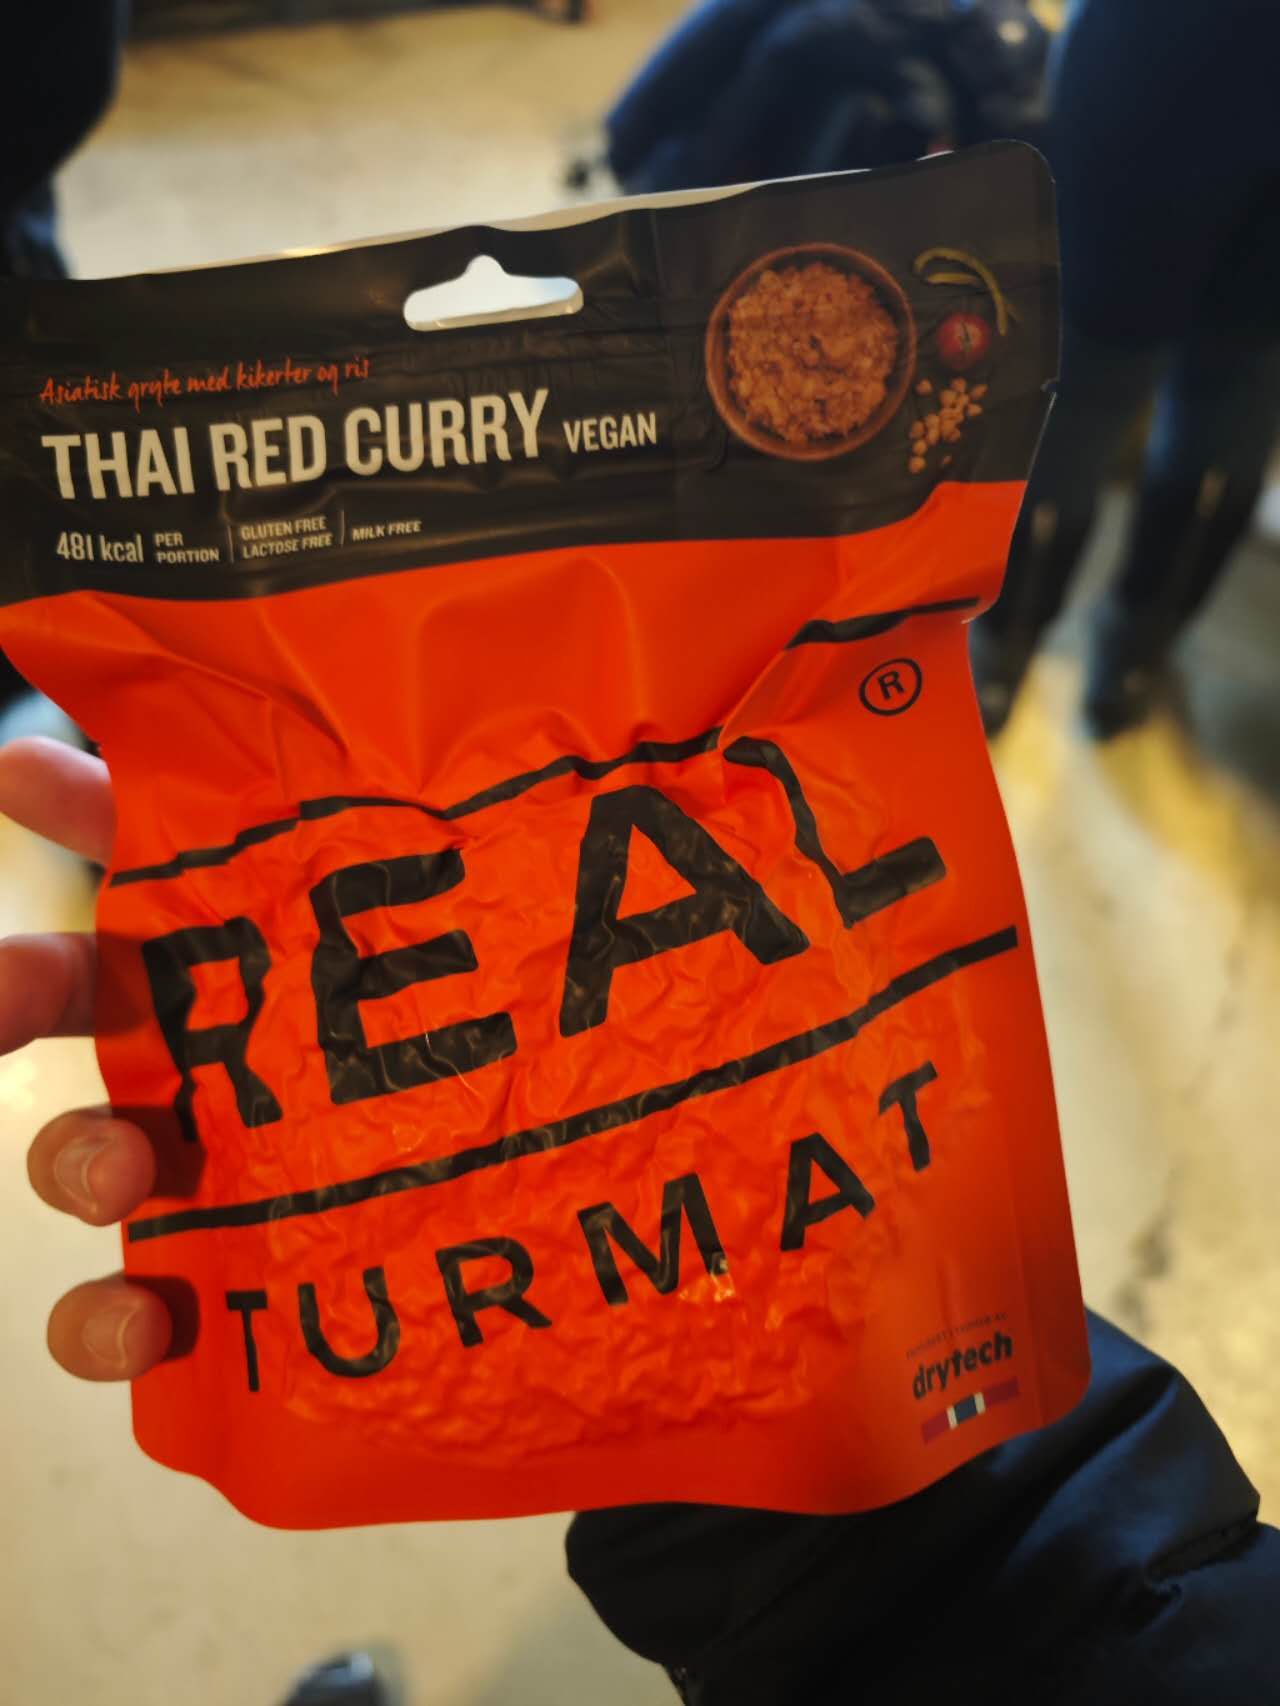 Asiatisk gryte med kikerter og ris
THAI RED CURRY VEGAN
481 kcal PER PORTION
GLUTEN FREE
LACTOSE FREE
MILK FREE
®
REAL
TURMAT
drytech